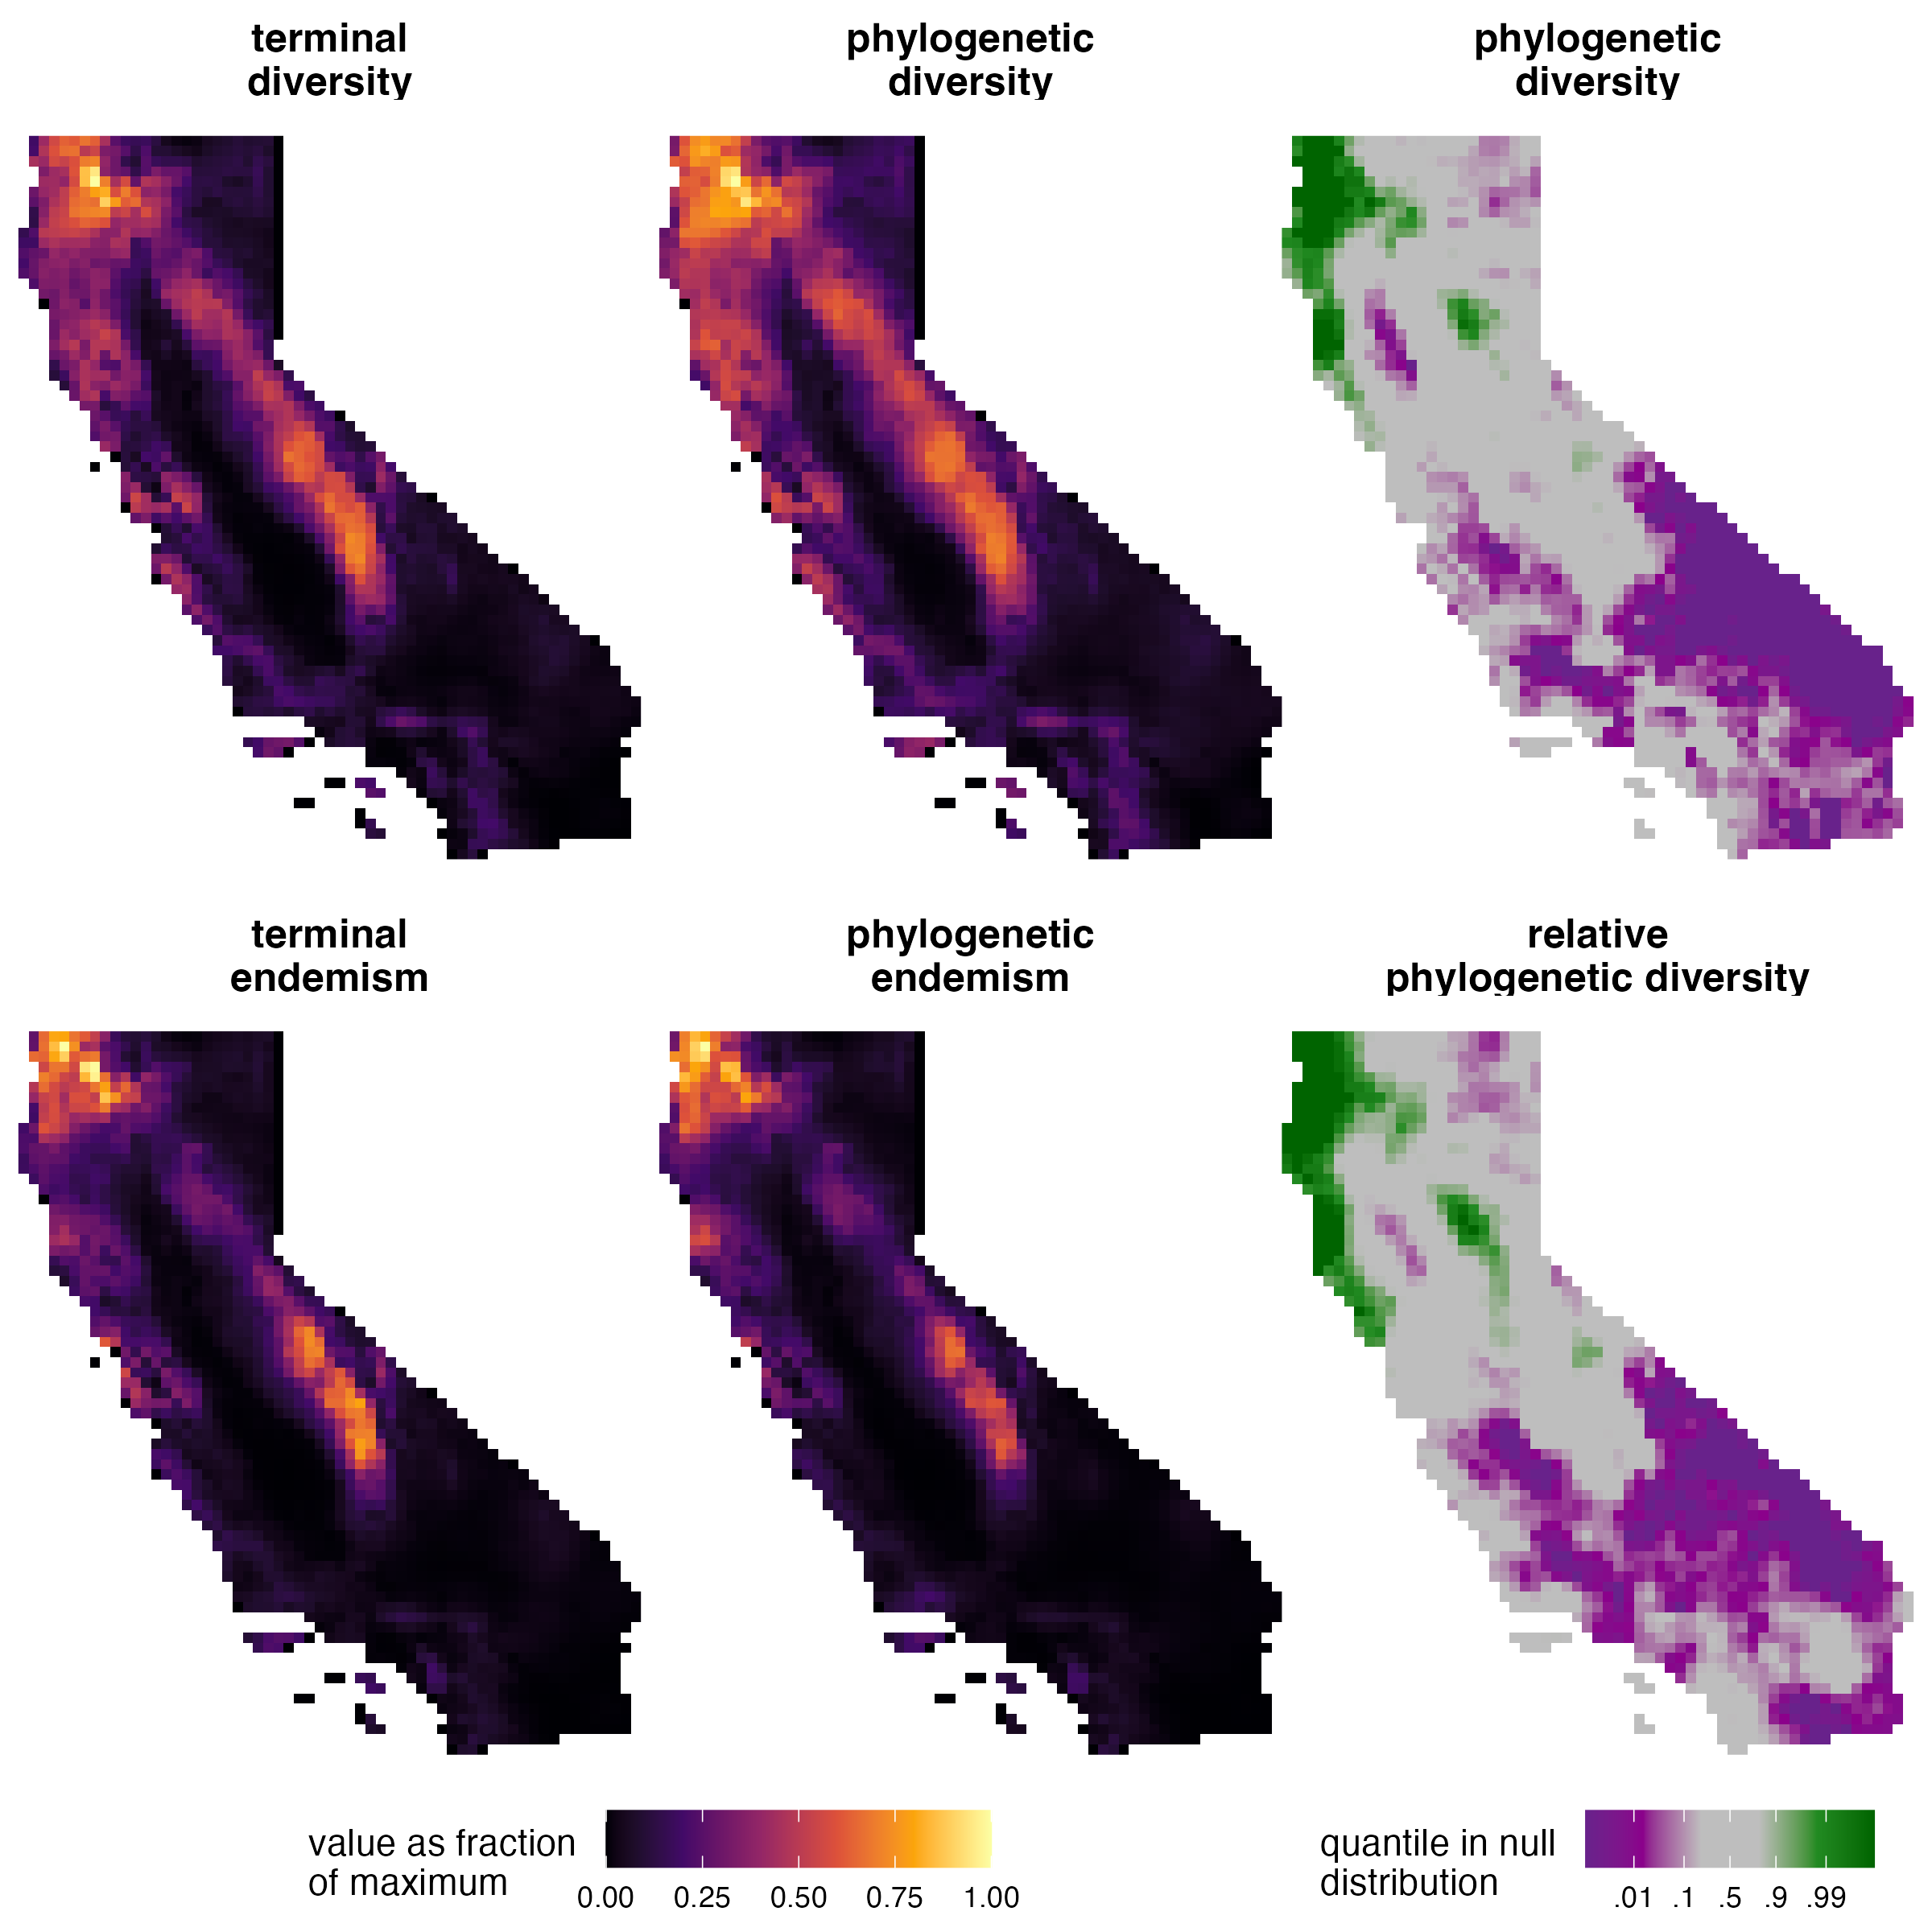 terminal
diversity
phylogenetic
diversity
phylogenetic
diversity
terminal
endemism
phylogenetic
endemism
relative
phylogenetic diversity
value as fraction
of maximum
0.00 0.25 0.50 0.75 1.00
quantile in null
distribution
.01 .1 .5 .9 .99